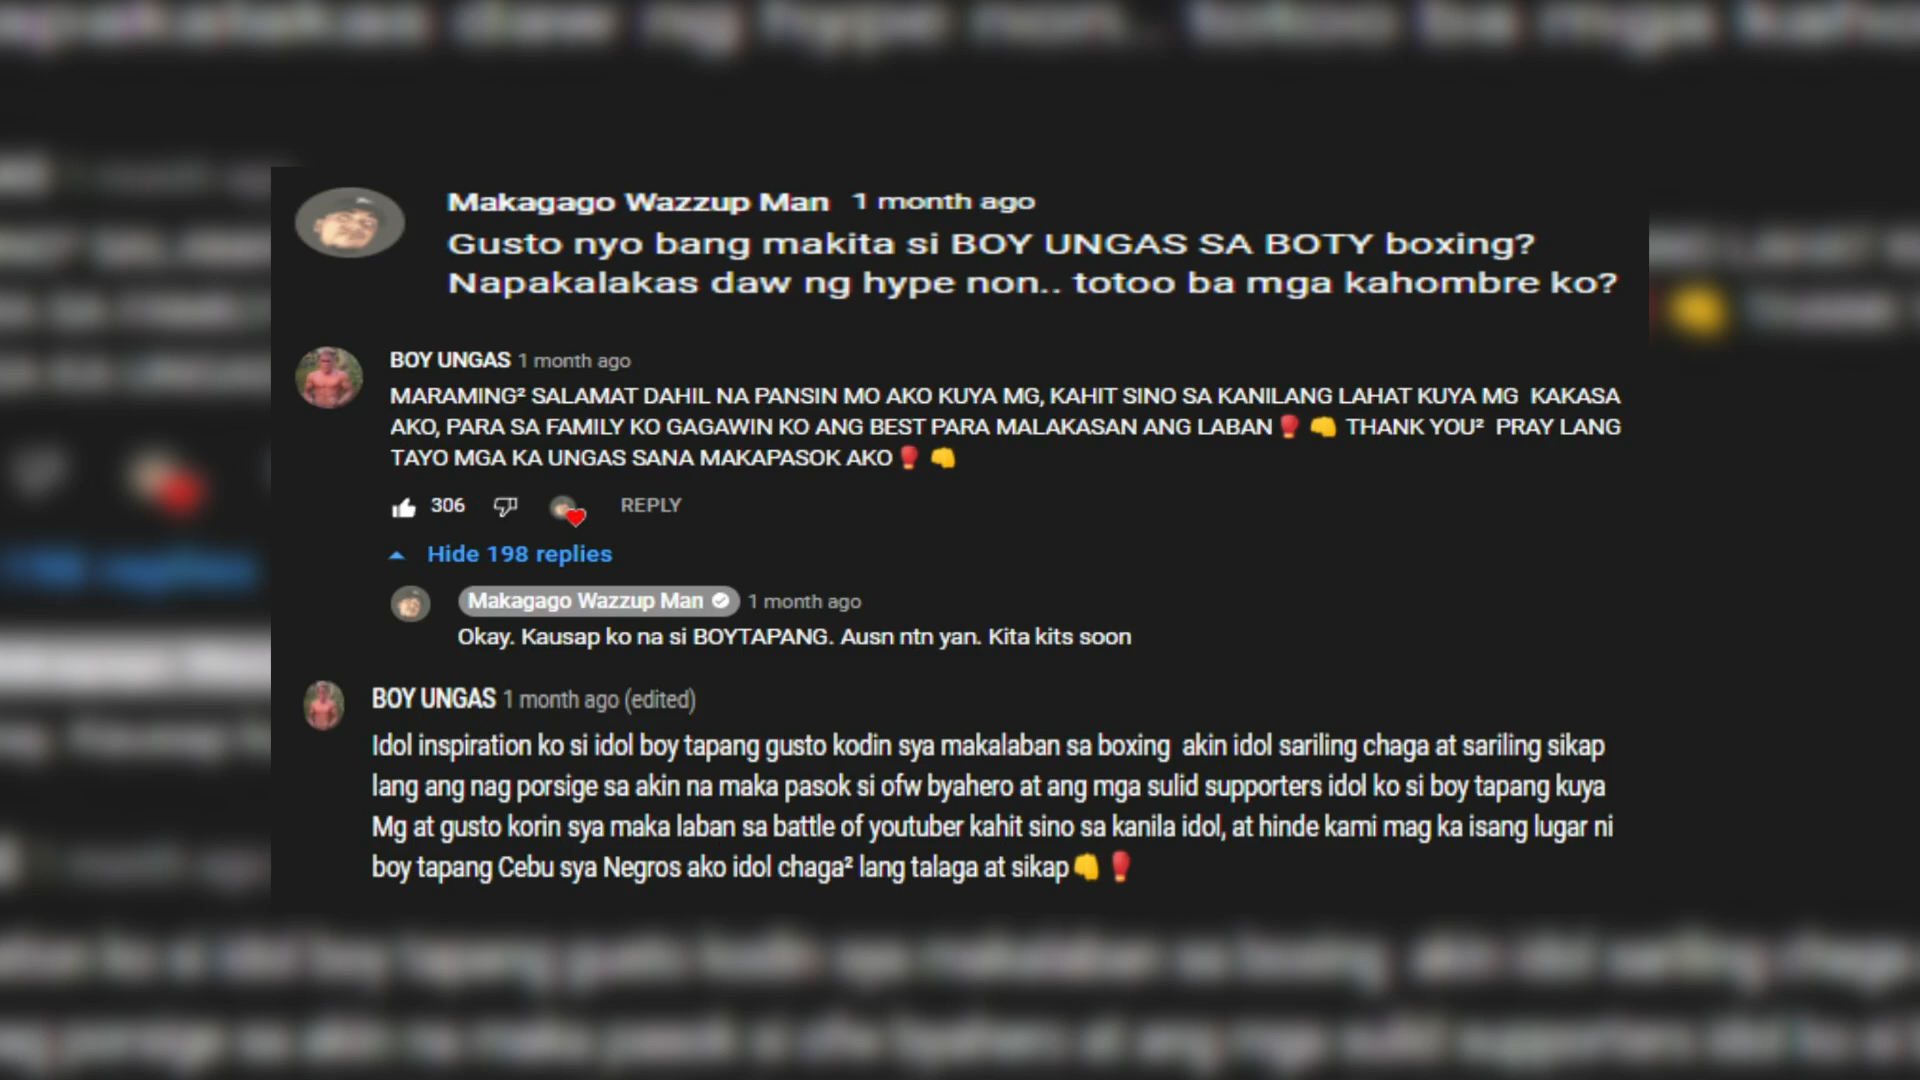 Makagago Wazzup Man 1 month ago
Gusto nyo bang makita si BOY UNGAS SA BOTY boxing?
Napakalakas daw ng hype non.. totoo ba mga kahombre ko?
BOY UNGAS 1 month ago
MARAMING² SALAMAT DAHIL NA PANSIN MO AKO KUYA MG, KAHIT SINO SA KANILANG LAHAT KUYA MG KAKASA
AKO, PARA SA FAMILY KO GAGAWIN KO ANG BEST PARA MALAKASAN ANG LABAN🥊 👊 THANK YOU² PRAY LANG
TAYO MGA KA UNGAS SANA MAKAPASOK AKO🥊 👊
306 REPLY
Hide 198 replies
Makagago Wazzup Man 1 month ago
Okay. Kausap ko na si BOYTAPANG. Ausn ntn yan. Kita kits soon
BOY UNGAS 1 month ago (edited)
Idol inspiration ko si idol boy tapang gusto kodin sya makalaban sa boxing akin idol sariling chaga at sariling sikap
lang ang nag porsige sa akin na maka pasok si ofw byahero at ang mga sulid supporters idol ko si boy tapang kuya
Mg at gusto korin sya maka laban sa battle of youtuber kahit sino sa kanila idol, at hinde kami mag ka isang lugar ni
boy tapang Cebu sya Negros ako idol chaga² lang talaga at sikap👊 🥊